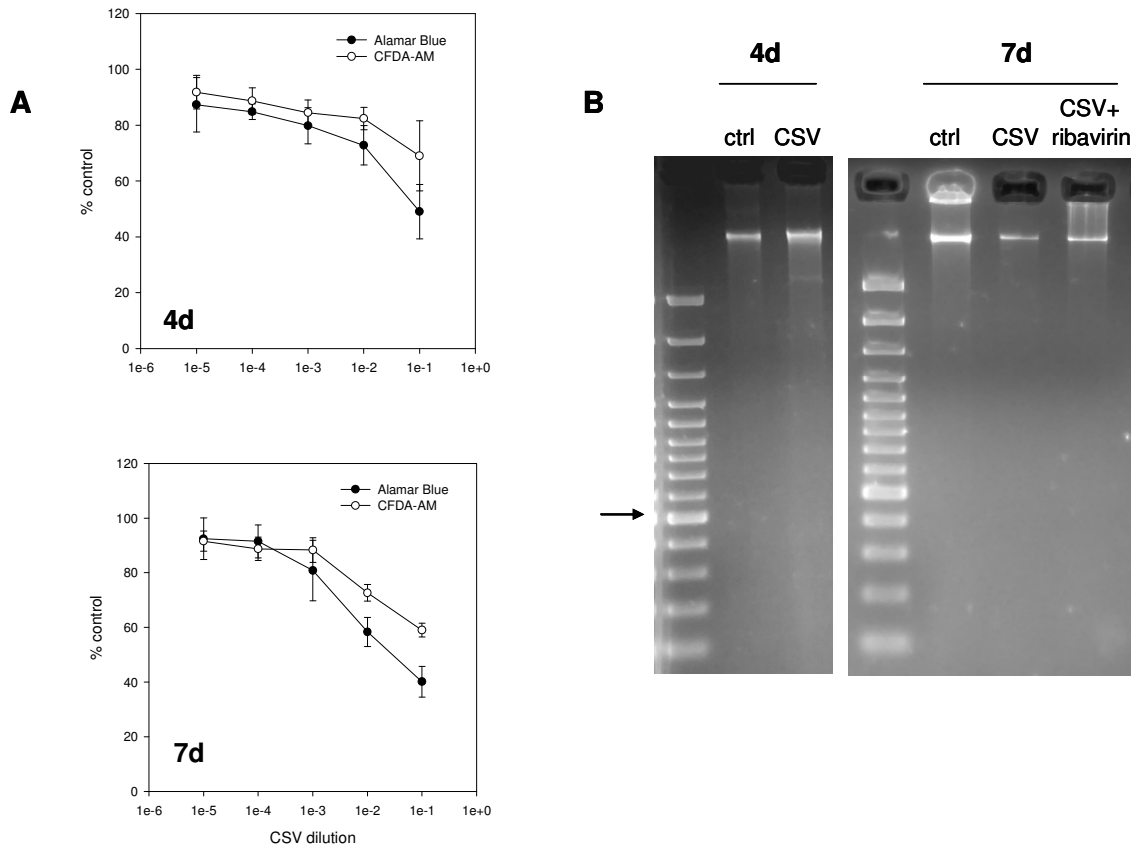 A
120
100
80
60
40
20
0
% control
Alamar Blue
CFDA-AM
4d
1e-6 1e-5 1e-4 1e-3 1e-2 1e-1 1e+0
120
100
80
60
40
20
0
% control
Alamar Blue
CFDA-AM
7d
1e-6 1e-5 1e-4 1e-3 1e-2 1e-1 1e+0
CSV dilution
B
4d
ctrl CSV
7d
ctrl CSV CSV+
ribavirin